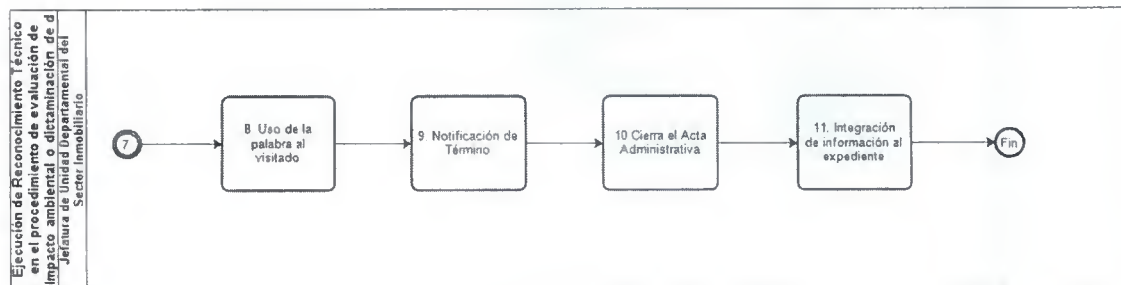 Ejecución de Reconocimiento Técnico
en el procedimiento de evaluación de
impacto ambiental o dictaminación de d
Jefatura de Unidad Departamental del
Sector Inmobiliario
7
8. Uso de la
palabra al
visitado
9. Notificación de
Término
10 Cierra el Acta
Administrativa
11. Integración
de información al
expediente
Fin